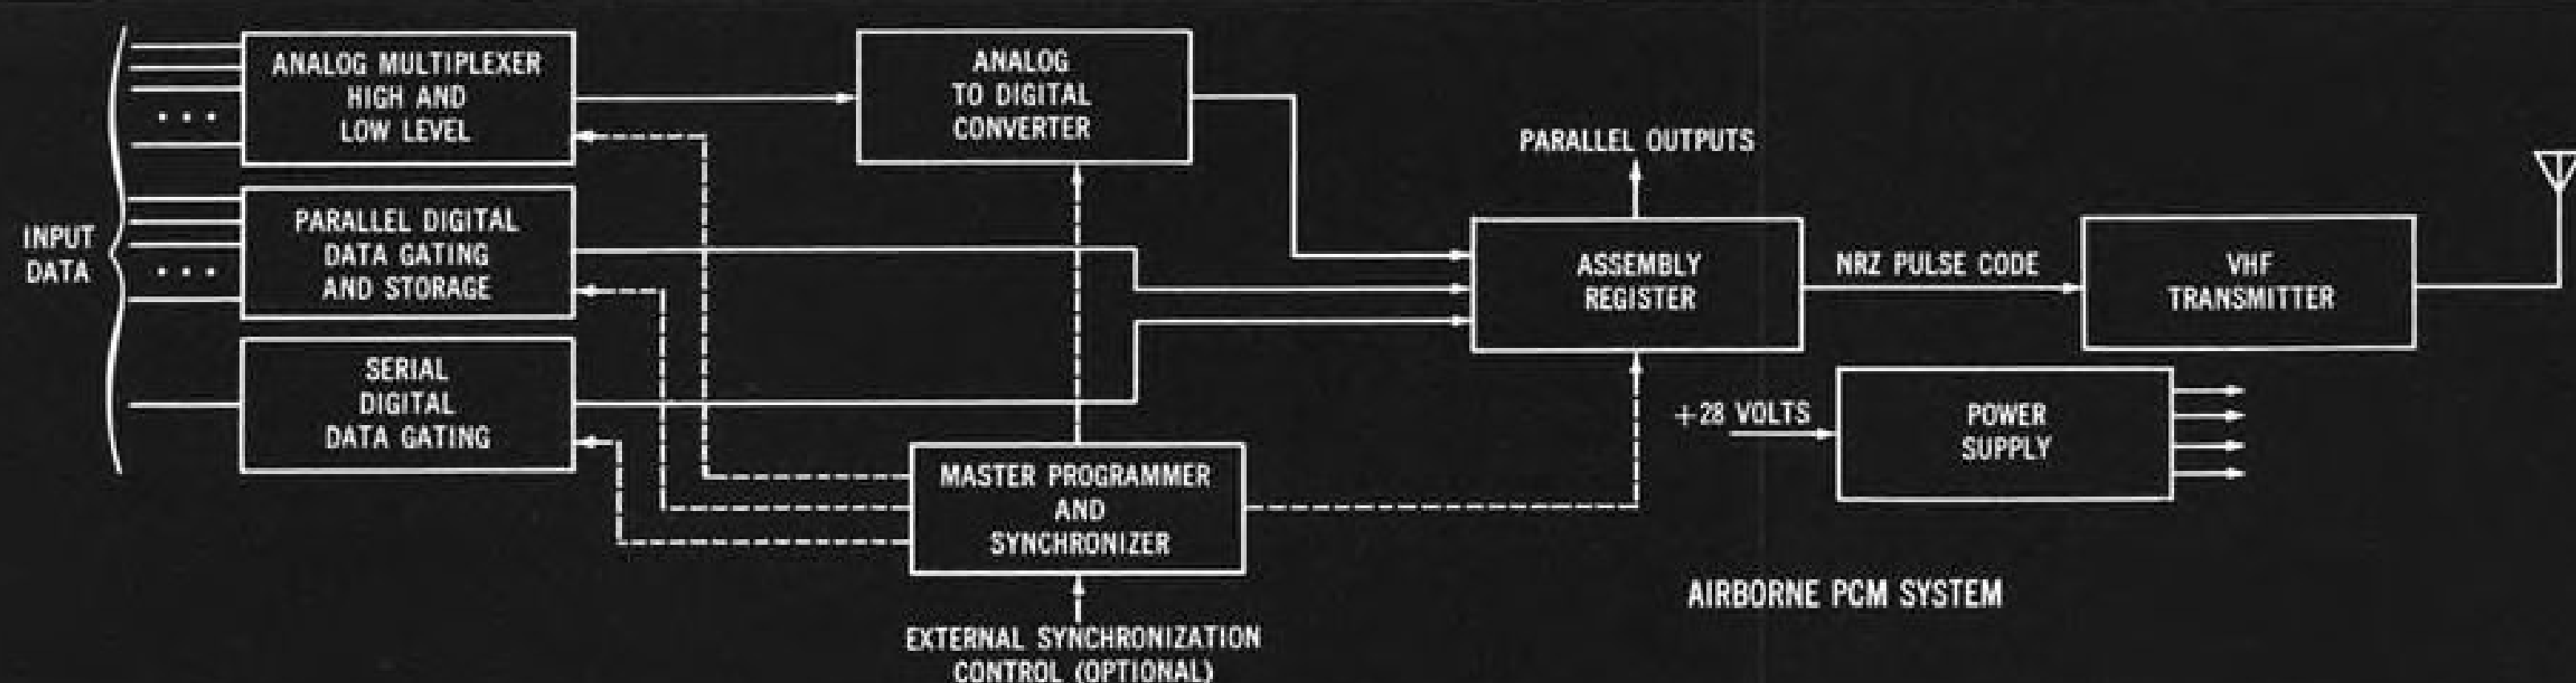 INPUT
DATA
ANALOG MULTIPLEXER
HIGH AND
LOW LEVEL
PARALLEL DIGITAL
DATA GATING
AND STORAGE
SERIAL
DIGITAL
DATA GATING
ANALOG
TO DIGITAL
CONVERTER
MASTER PROGRAMMER
AND
SYNCHRONIZER
EXTERNAL SYNCHRONIZATION
CONTROL (OPTIONAL)
PARALLEL OUTPUTS
ASSEMBLY
REGISTER
NRZ PULSE CODE
VHF
TRANSMITTER
+28 VOLTS
POWER
SUPPLY
AIRBORNE PCM SYSTEM